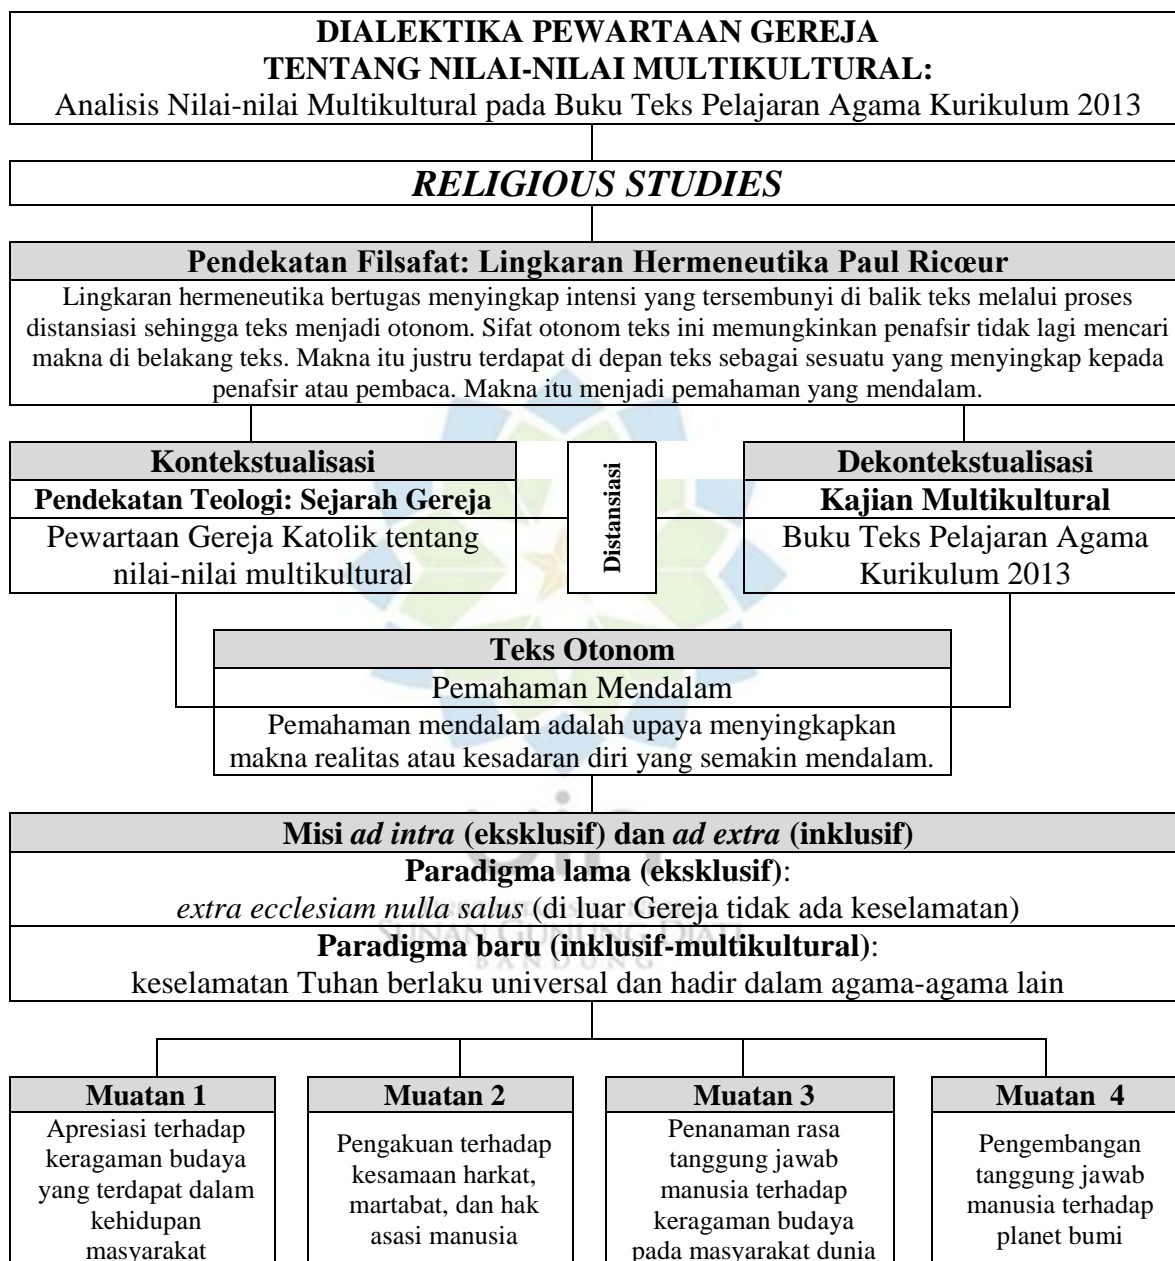 DIALEKTIKA PEWARTAAN GEREJA
TENTANG NILAI-NILAI MULTIKULTURAL:
Analisis Nilai-nilai Multikultural pada Buku Teks Pelajaran Agama Kurikulum 2013
RELIGIOUS STUDIES
Pendekatan Filsafat: Lingkaran Hermeneutika Paul Ricœur
Lingkaran hermeneutika bertugas menyingkap intensi yang tersembunyi di balik teks melalui proses
distansiasi sehingga teks menjadi otonom. Sifat otonom teks ini memungkinkan penafsir tidak lagi mencari
makna di belakang teks. Makna itu justru terdapat di depan teks sebagai sesuatu yang menyingkap kepada
penafsir atau pembaca. Makna itu menjadi pemahaman yang mendalam.
Kontekstualisasi
Pendekatan Teologi: Sejarah Gereja
Pewartaan Gereja Katolik tentang
nilai-nilai multikultural
Distansiasi
Dekontekstualisasi
Kajian Multikultural
Buku Teks Pelajaran Agama
Kurikulum 2013
Teks Otonom
Pemahaman Mendalam
Pemahaman mendalam adalah upaya menyingkapkan
makna realitas atau kesadaran diri yang semakin mendalam.
Misi ad intra (eksklusif) dan ad extra (inklusif)
Paradigma lama (eksklusif):
extra ecclesiam nulla salus (di luar Gereja tidak ada keselamatan)
SUNAN GUNUNG DJATI
Paradigma baru (inklusif-multikultural):
BANDUNG
keselamatan Tuhan berlaku universal dan hadir dalam agama-agama lain
Muatan 1
Apresiasi terhadap
keragaman budaya
yang terdapat dalam
kehidupan
masyarakat
Muatan 2
Pengakuan terhadap
kesamaan harkat,
martabat, dan hak
asasi manusia
Muatan 3
Penanaman rasa
tanggung jawab
manusia terhadap
keragaman budaya
pada masyarakat dunia
Muatan 4
Pengembangan
tanggung jawab
manusia terhadap
planet bumi